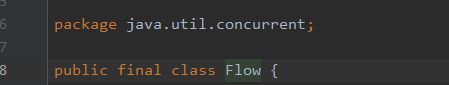 6 package java.util.concurrent;
7
8 public final class Flow {